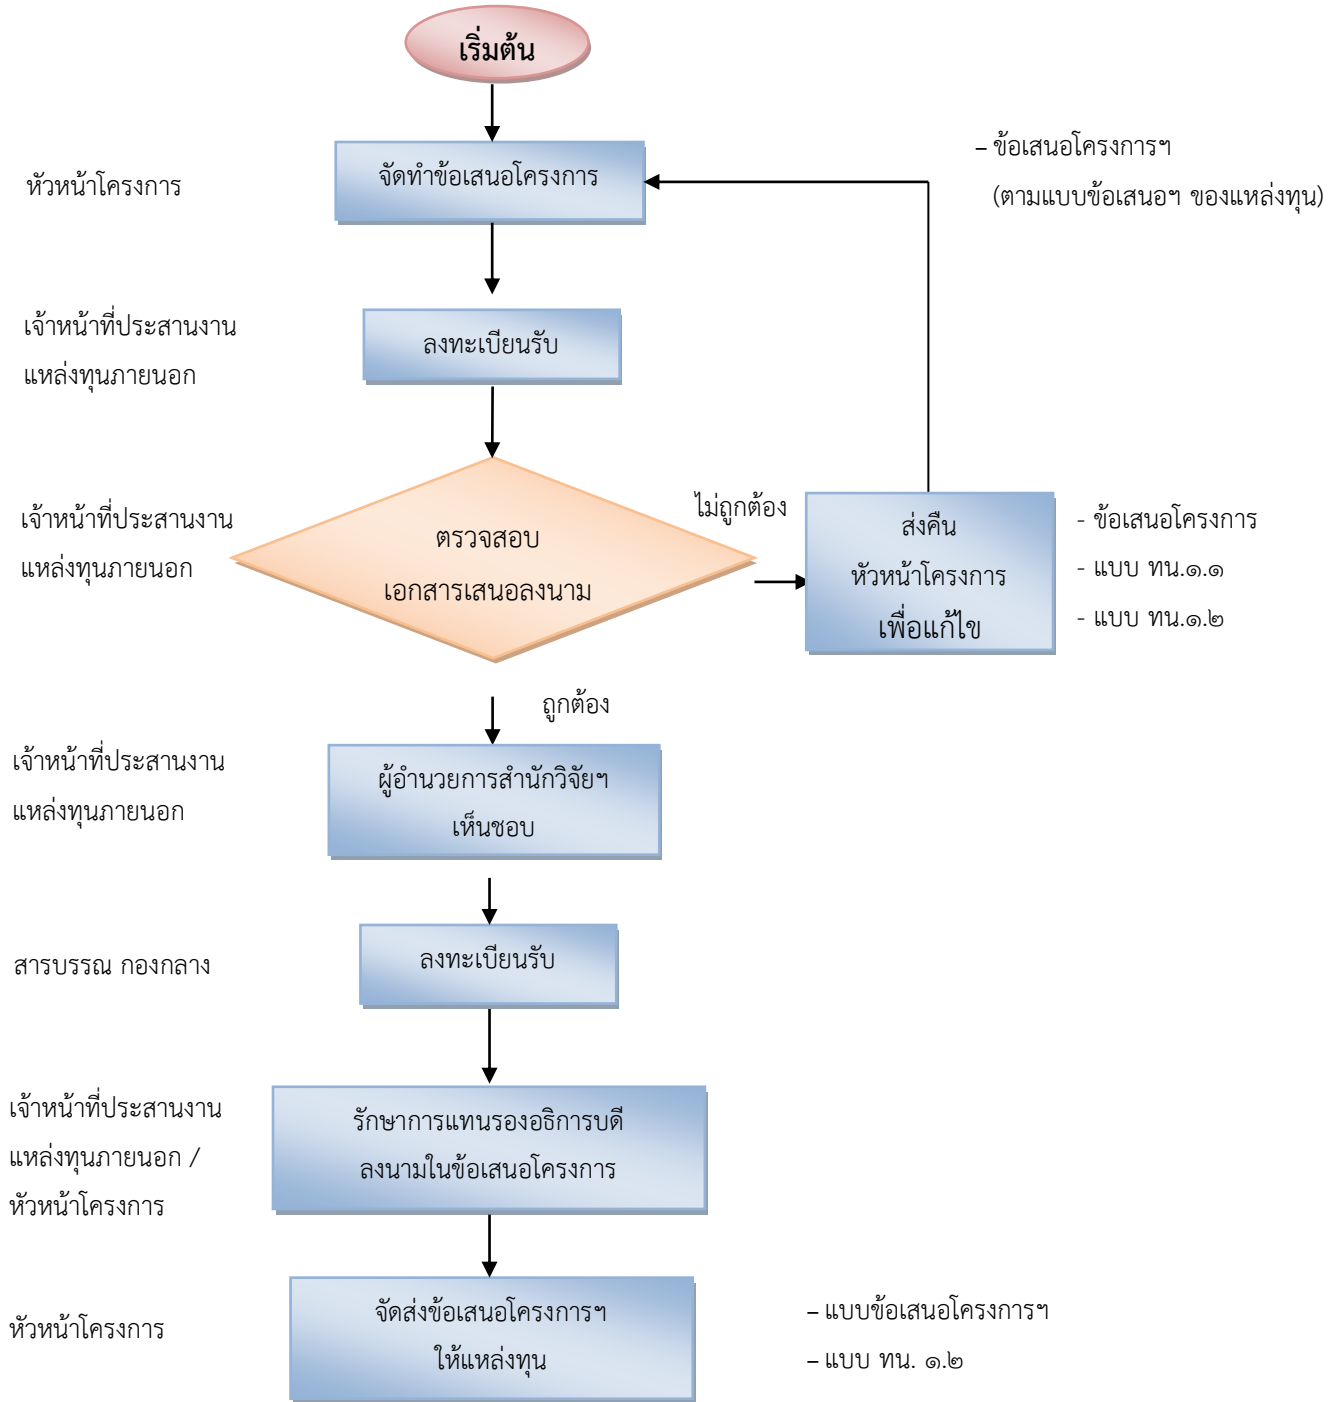 เริ่มต้น
หัวหน้าโครงการ
จัดทำข้อเสนอโครงการ
– ข้อเสนอโครงการฯ
(ตามแบบข้อเสนอฯ ของแหล่งทุน)
เจ้าหน้าที่ประสานงาน
แหล่งทุนภายนอก
ลงทะเบียนรับ
เจ้าหน้าที่ประสานงาน
แหล่งทุนภายนอก
ตรวจสอบ
เอกสารเสนอลงนาม
ไม่ถูกต้อง
ส่งคืน
หัวหน้าโครงการ
เพื่อแก้ไข
- ข้อเสนอโครงการ
- แบบ ทน.๑.๑
- แบบ ทน.๑.๒
ถูกต้อง
เจ้าหน้าที่ประสานงาน
แหล่งทุนภายนอก
ผู้อำนวยการสำนักวิจัยฯ
เห็นชอบ
สารบรรณ กองกลาง
ลงทะเบียนรับ
เจ้าหน้าที่ประสานงาน
แหล่งทุนภายนอก /
หัวหน้าโครงการ
รักษาการแทนรองอธิการบดี
ลงนามในข้อเสนอโครงการ
หัวหน้าโครงการ
จัดส่งข้อเสนอโครงการฯ
ให้แหล่งทุน
– แบบข้อเสนอโครงการฯ
– แบบ ทน. ๑.๒